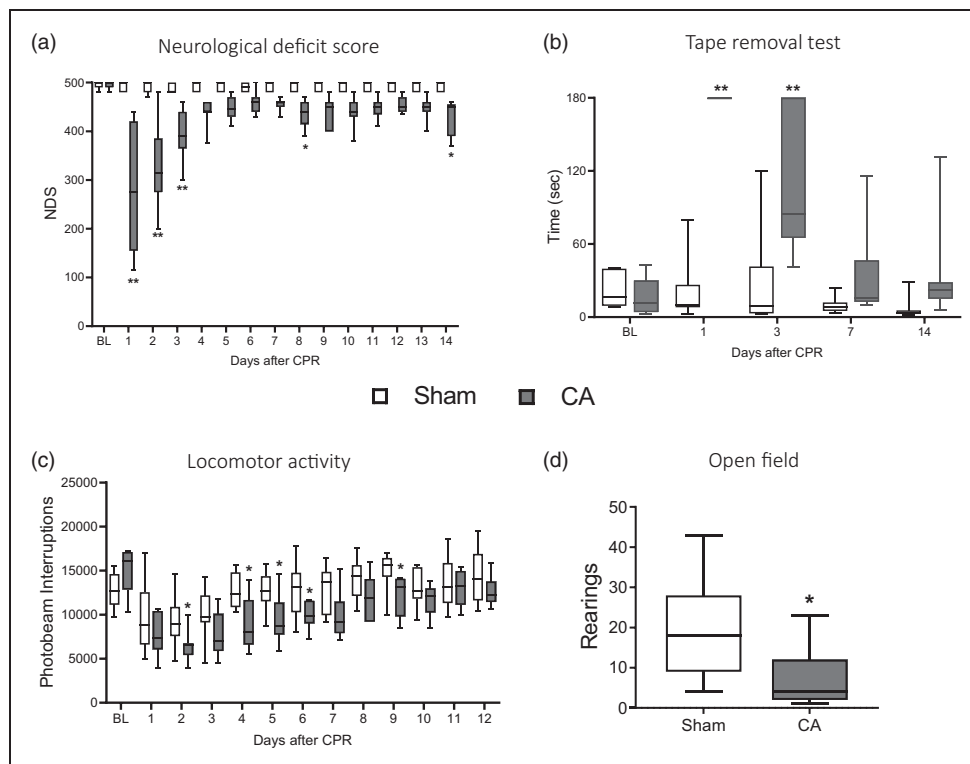 (a)
Neurological deficit score
500
400
300
200
100
0
NDS
**
**
**
*
*
BL 1 2 3 4 5 6 7 8 9 10 11 12 13 14
Days after CPR
(b)
Tape removal test
180
120
60
0
Time (sec)
**
**
BL 1 3 7 14
Days after CPR
Sham CA
(c)
Locomotor activity
25000
20000
15000
10000
5000
0
Photobeam Interruptions
*
*
*
*
*
BL 1 2 3 4 5 6 7 8 9 10 11 12
Days after CPR
(d)
Open field
50
40
30
20
10
0
Rearings
*
Sham CA